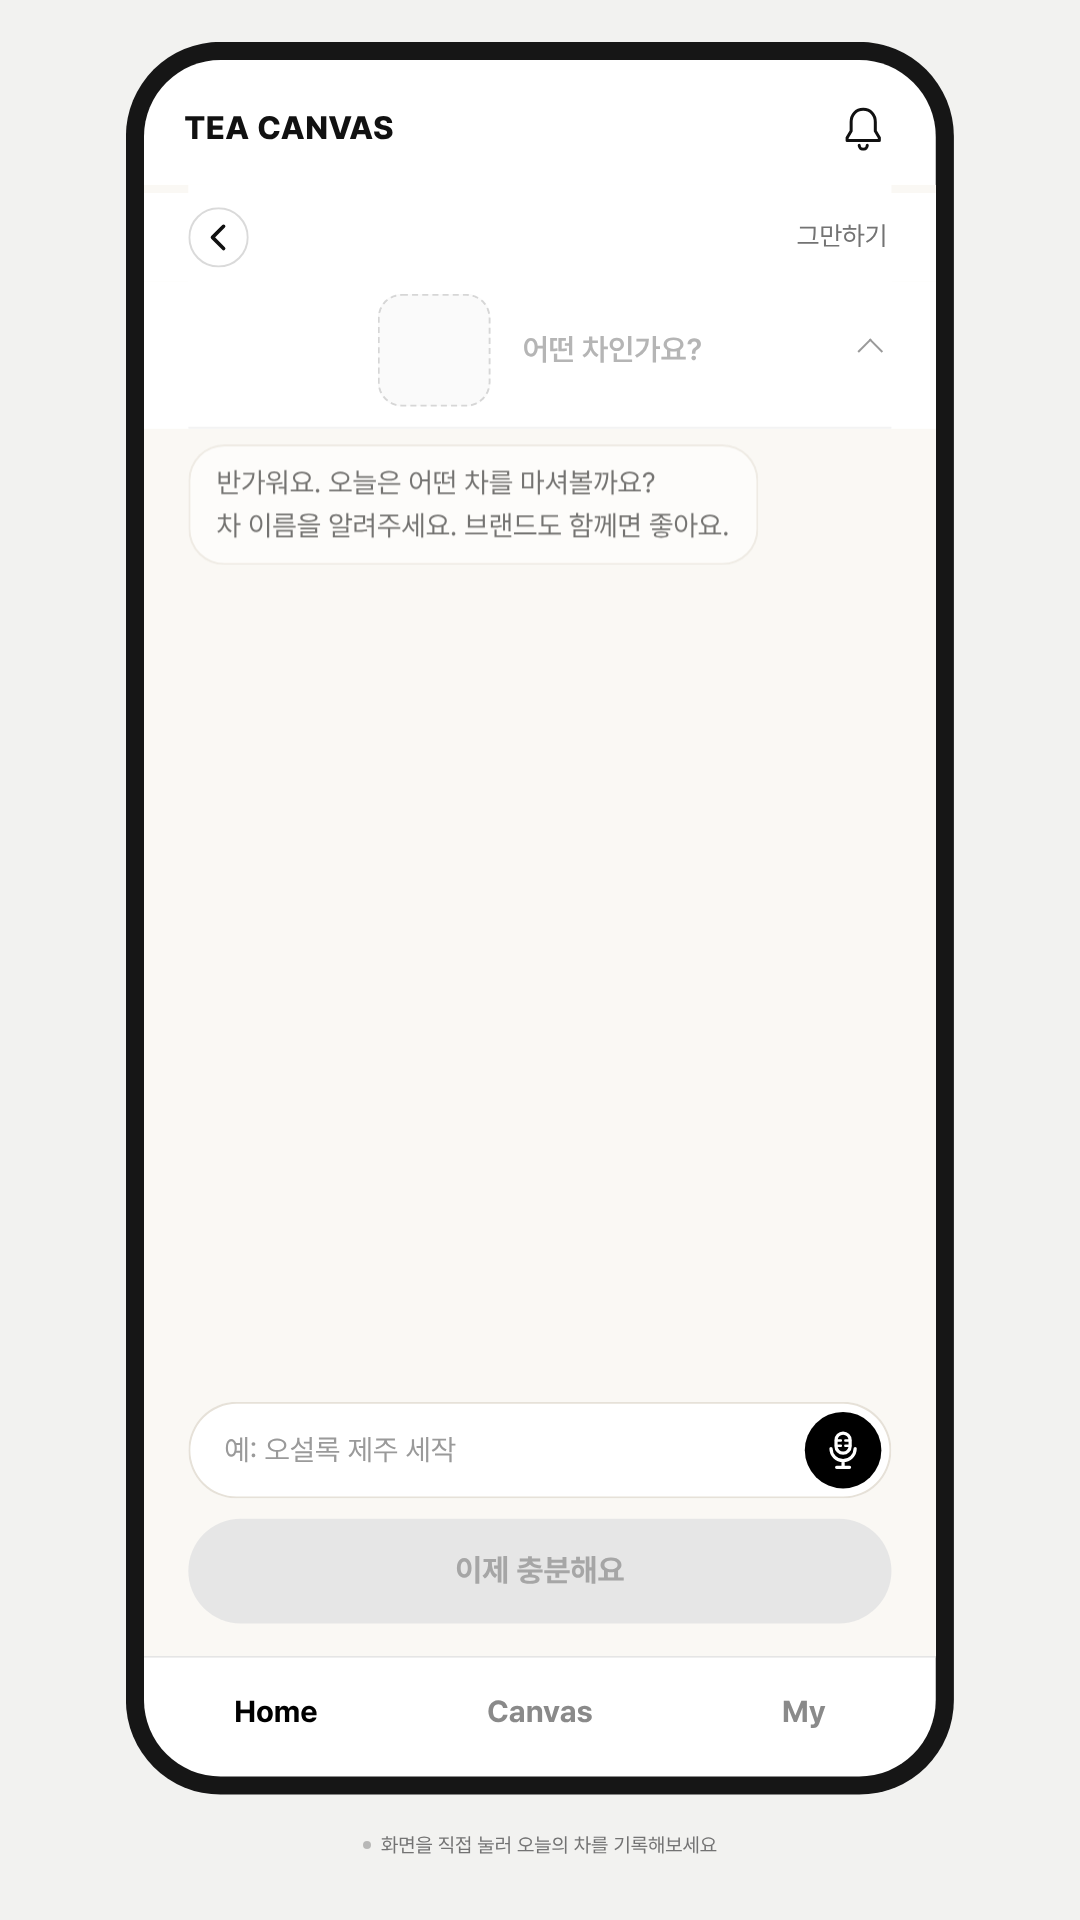 TEA CANVAS
그만하기
어떤 차인가요?
반가워요. 오늘은 어떤 차를 마셔볼까요?
차 이름을 알려주세요. 브랜드도 함께면 좋아요.
예: 오설록 제주 세작
이제 충분해요
Home
Canvas
My
화면을 직접 눌러 오늘의 차를 기록해보세요